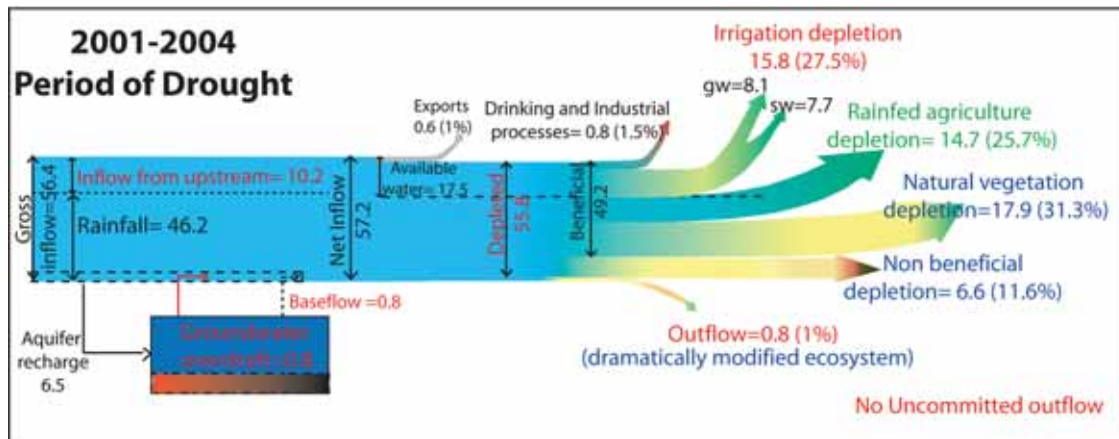 2001-2004
Period of Drought
Irrigation depletion
15.8 (27.5%)
gw=8.1
sw=7.7
Exports
0.6 (1%)
Drinking and Industrial
processes= 0.8 (1.5%)
Rainfed agriculture
depletion= 14.7 (25.7%)
Gross
inflow=56.4
Inflow from upstream= 10.2
Rainfall= 46.2
Net Inflow
57.2
Available
water= 17.5
Depleted
55.8
Beneficial
49.2
Natural vegetation
depletion=17.9 (31.3%)
Non beneficial
depletion= 6.6 (11.6%)
Baseflow =0.8
Aquifer
recharge
6.5
Groundwater
overdraft=0.8
Outflow=0.8 (1%)
(dramatically modified ecosystem)
No Uncommitted outflow